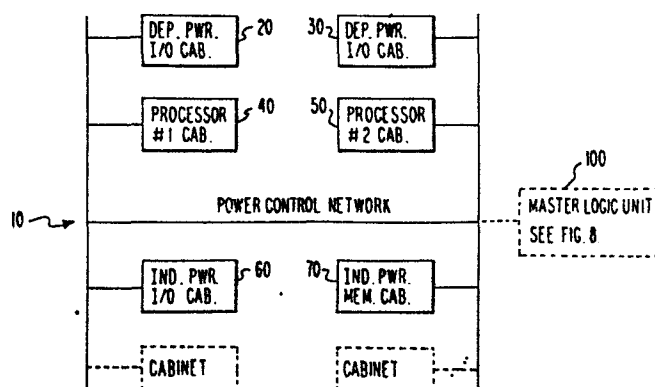 DEP. PWR.
I/O CAB.
20
30
DEP. PWR.
I/O CAB.
PROCESSOR
#1 CAB.
40
50
PROCESSOR
#2 CAB.
100
10
POWER CONTROL NETWORK
MASTER LOGIC UNIT
SEE FIG. 8
IND. PWR.
I/O CAB.
60
70
IND. PWR.
MEM. CAB.
CABINET
CABINET